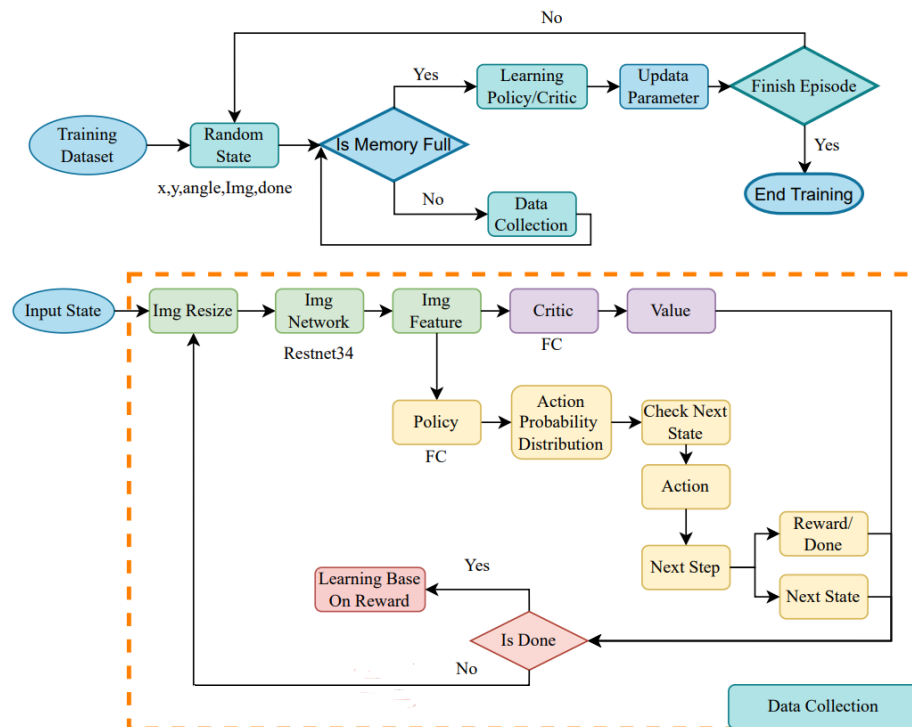 No
Yes
Learning
Policy/Critic
Updata
Parameter
Finish Episode
Training
Dataset
Random
State
Is Memory Full
x,y,angle,Img,done
Yes
No
Data
Collection
End Training
Input State
Img Resize
Img
Network
Img
Feature
Critic
Value
Restnet34
FC
Policy
Action
Probability
Distribution
Check Next
State
FC
Action
Reward/
Done
Next Step
Next State
Learning Base
On Reward
Yes
Is Done
No
Data Collection